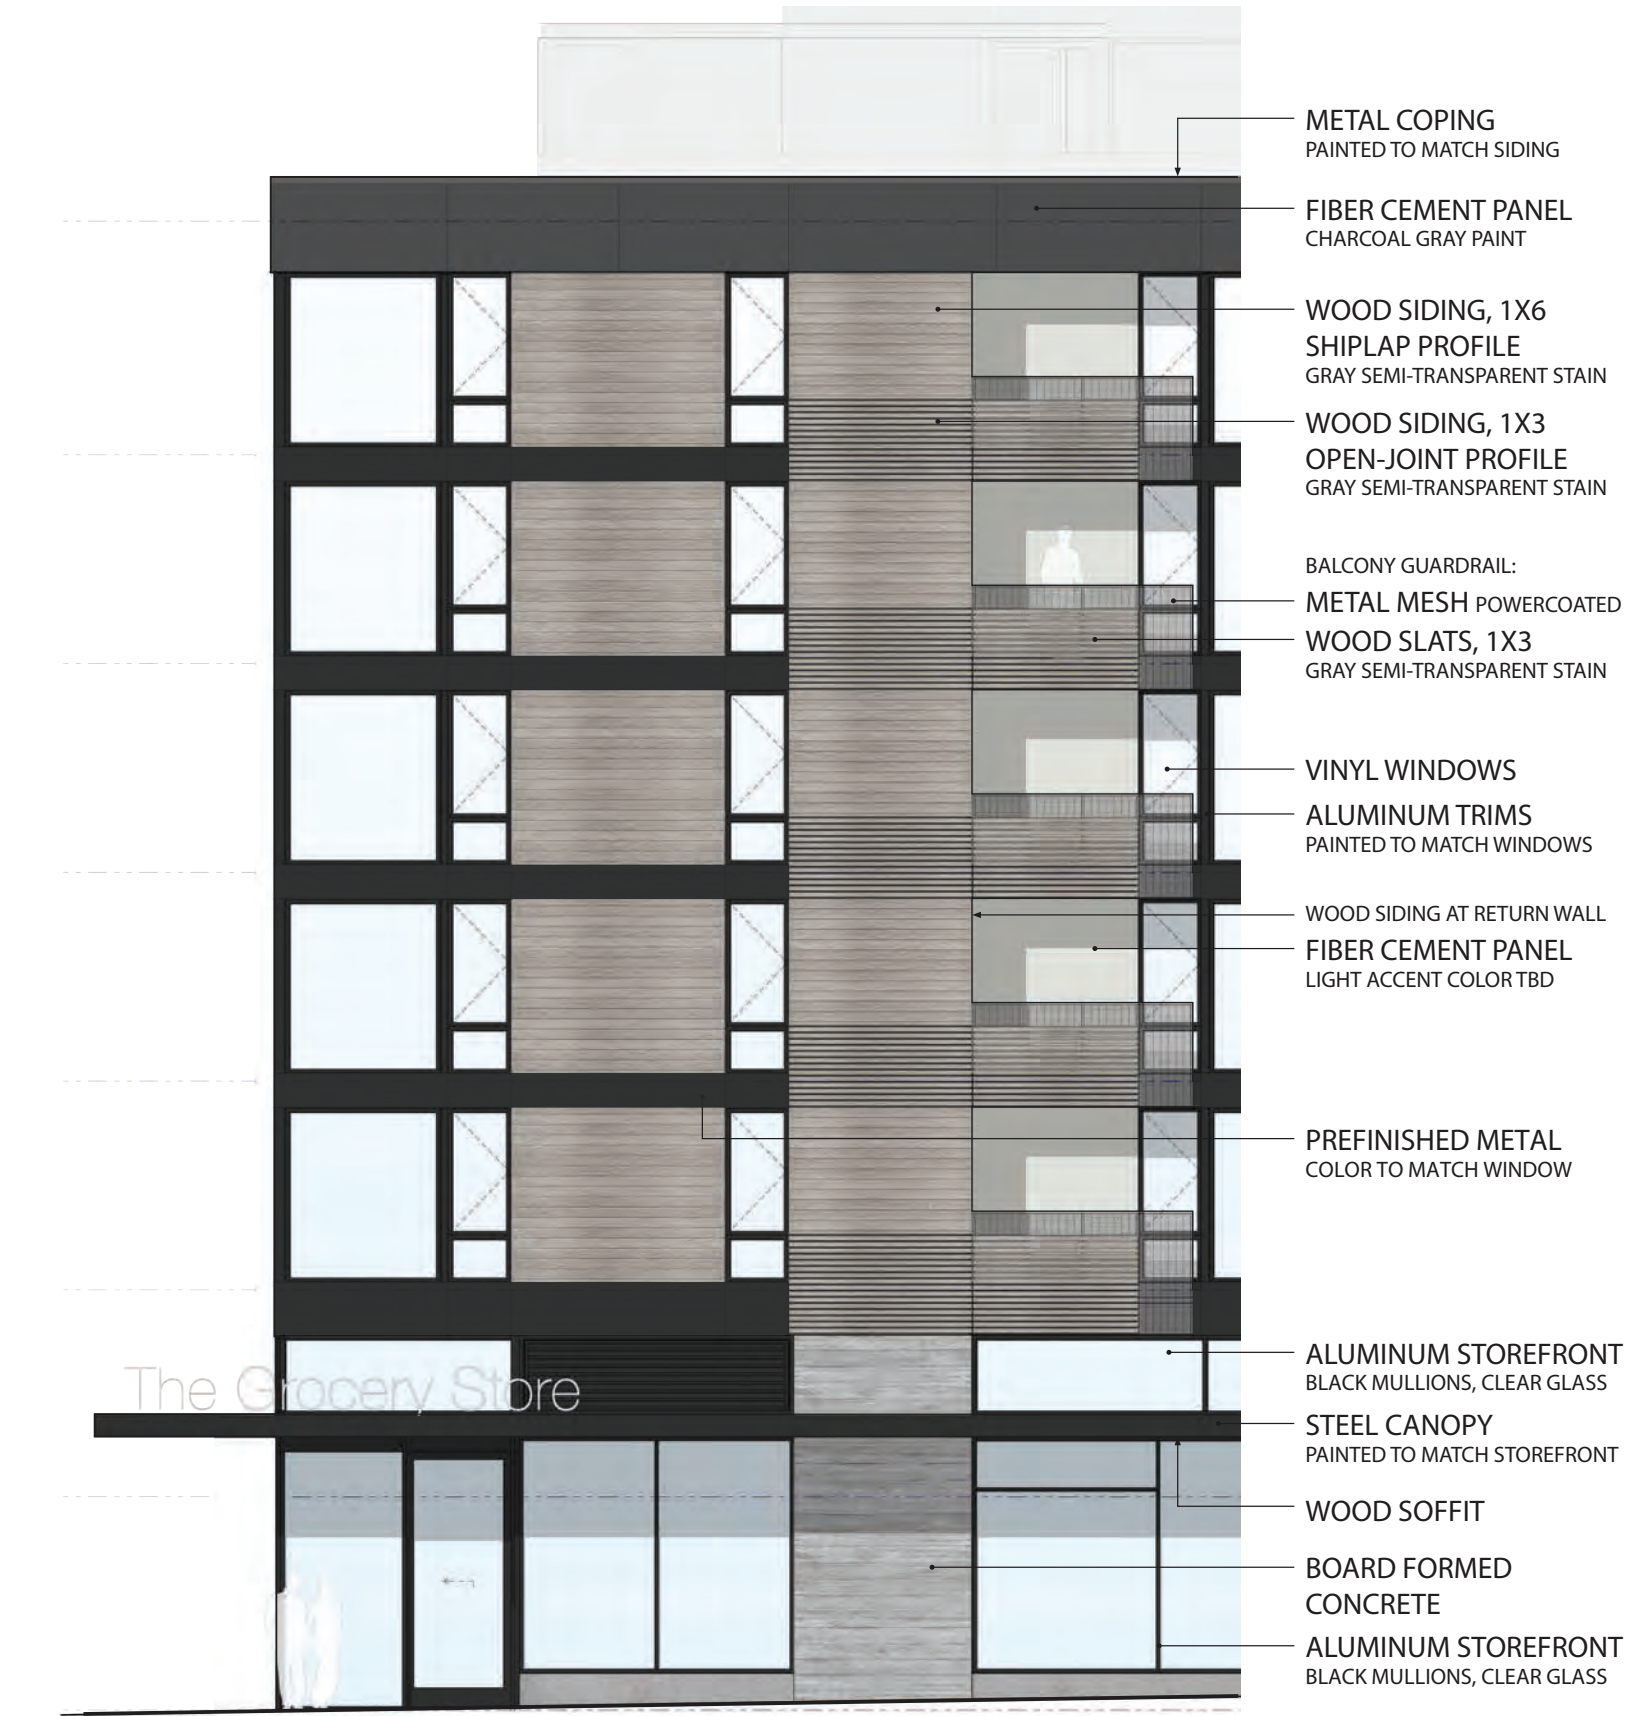 METAL COPING
PAINTED TO MATCH SIDING
FIBER CEMENT PANEL
CHARCOAL GRAY PAINT
WOOD SIDING, 1X6
SHIPLAP PROFILE
GRAY SEMI-TRANSPARENT STAIN
WOOD SIDING, 1X3
OPEN-JOINT PROFILE
GRAY SEMI-TRANSPARENT STAIN
BALCONY GUARDRAIL:
METAL MESH POWERCOATED
WOOD SLATS, 1X3
GRAY SEMI-TRANSPARENT STAIN
VINYL WINDOWS
ALUMINUM TRIMS
PAINTED TO MATCH WINDOWS
WOOD SIDING AT RETURN WALL
FIBER CEMENT PANEL
LIGHT ACCENT COLOR TBD
PREFINISHED METAL
COLOR TO MATCH WINDOW
The Grocery Store
ALUMINUM STOREFRONT
BLACK MULLIONS, CLEAR GLASS
STEEL CANOPY
PAINTED TO MATCH STOREFRONT
WOOD SOFFIT
BOARD FORMED
CONCRETE
ALUMINUM STOREFRONT
BLACK MULLIONS, CLEAR GLASS